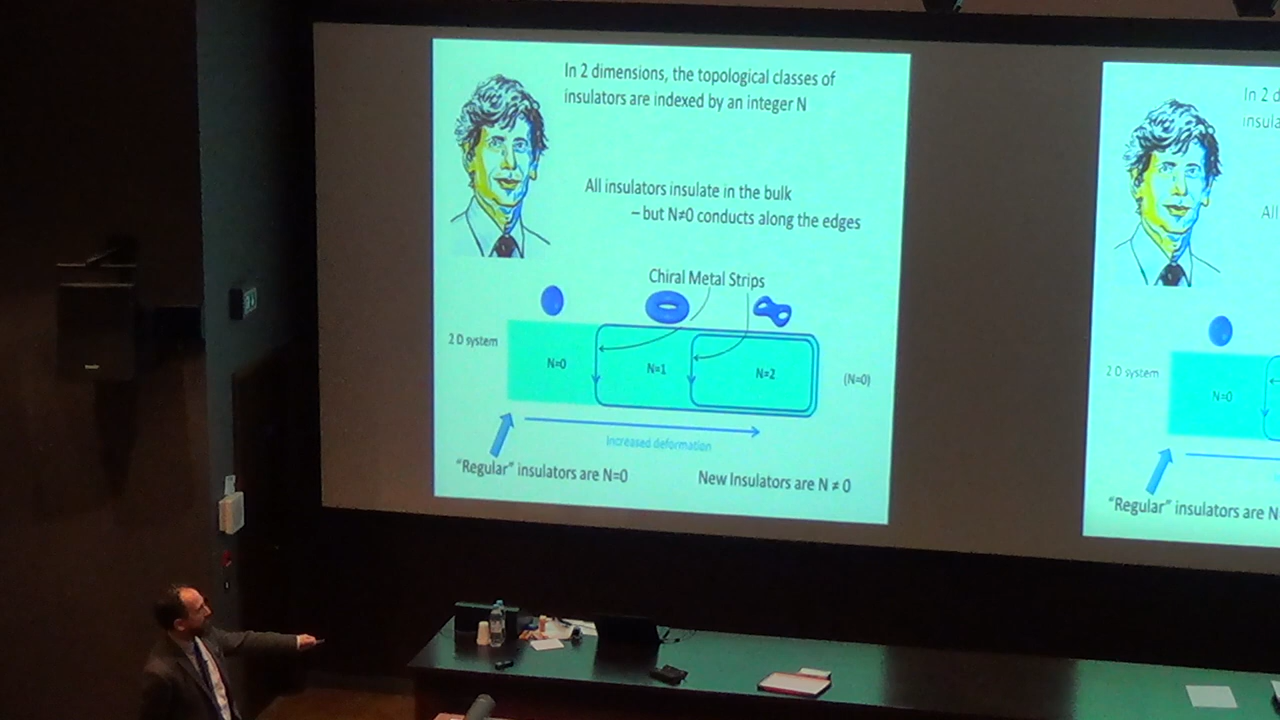 In 2 dimensions, the topological classes of
insulators are indexed by an integer N
All insulators insulate in the bulk
– but N≠0 conducts along the edges
Chiral Metal Strips
2 D system
N=0
N=1
N=2
(N=0)
Increased deformation
"Regular" insulators are N=0
New Insulators are N ≠ 0
In 2 d
insula
All
2 D system
N=0
"Regular" insulators are N